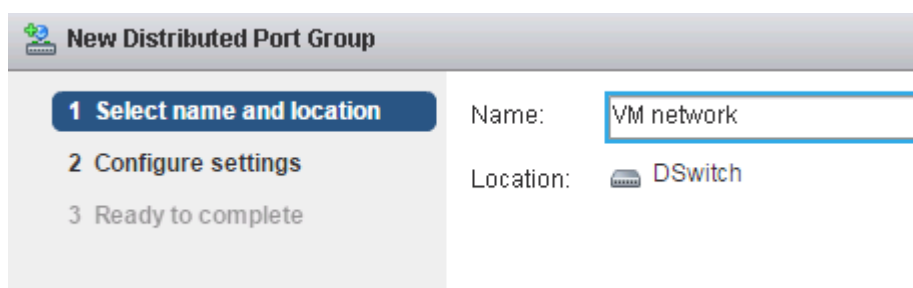 New Distributed Port Group
1 Select name and location
2 Configure settings
3 Ready to complete
Name: VM network
Location: DSwitch